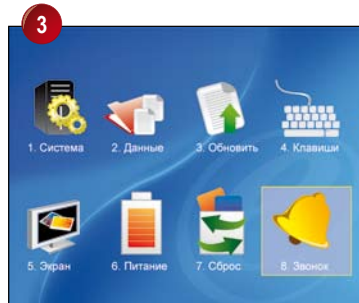 3
1. Система 2. Данные 3. Обновить 4. Клавиши
5. Экран 6. Питание 7. Сброс 8. Звонок